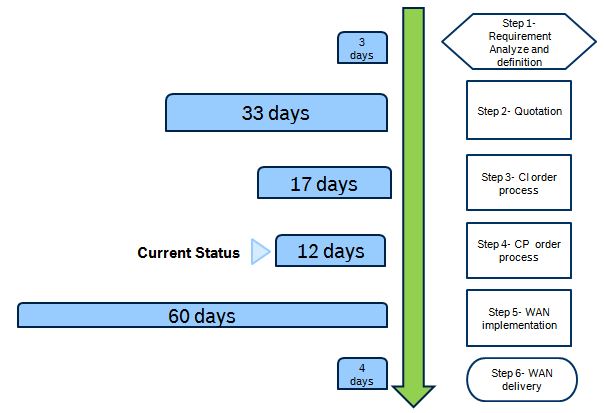 3
days
Step 1-
Requirement
Analyze and
definition
33 days
Step 2- Quotation
17 days
Step 3- CI order
process
Current Status
12 days
Step 4- CP order
process
60 days
Step 5- WAN
implementation
4
days
Step 6- WAN
delivery